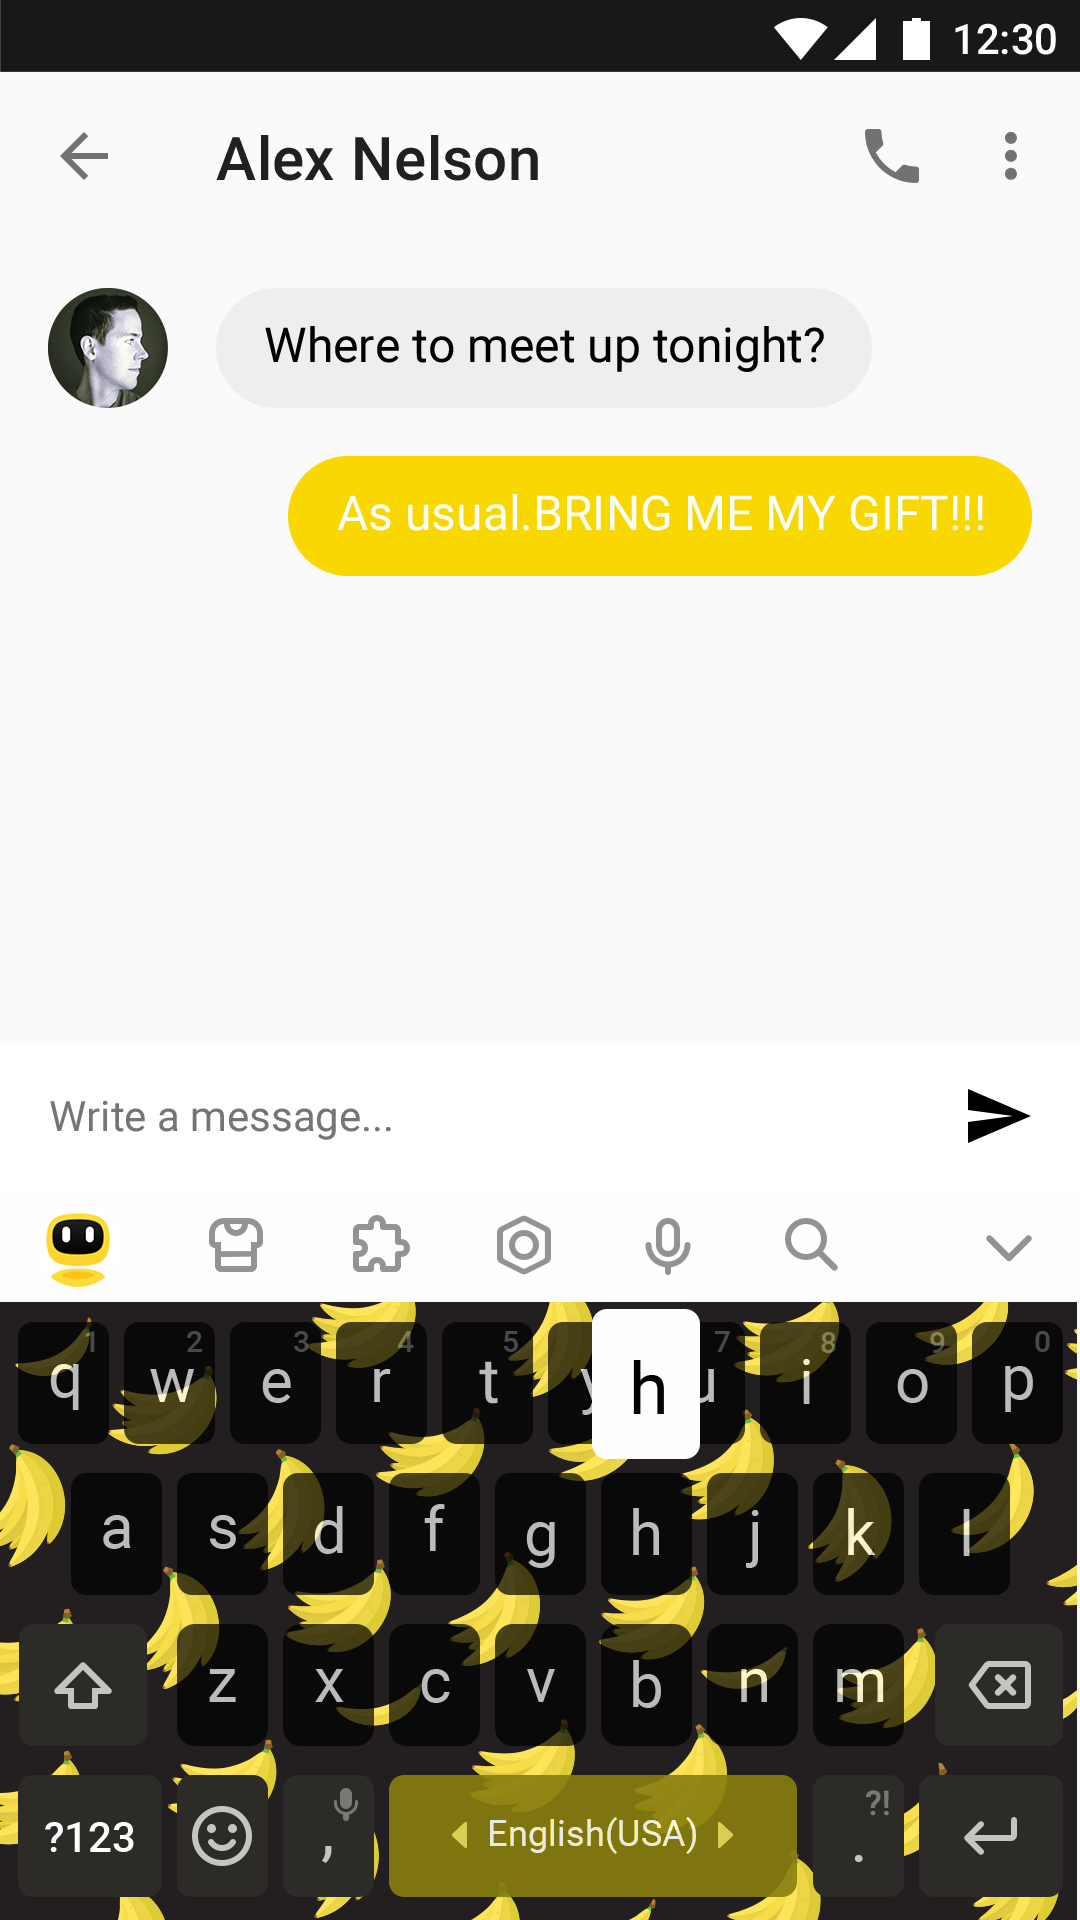 12:30
Alex Nelson
Where to meet up tonight?
As usual.BRING ME MY GIFT!!!
Write a message...
1 2 3 4 5 7 8 9 0
q w e r t y h u i o p
a s d f g h j k l
z x c v b n m
?!
?123 , English(USA) .